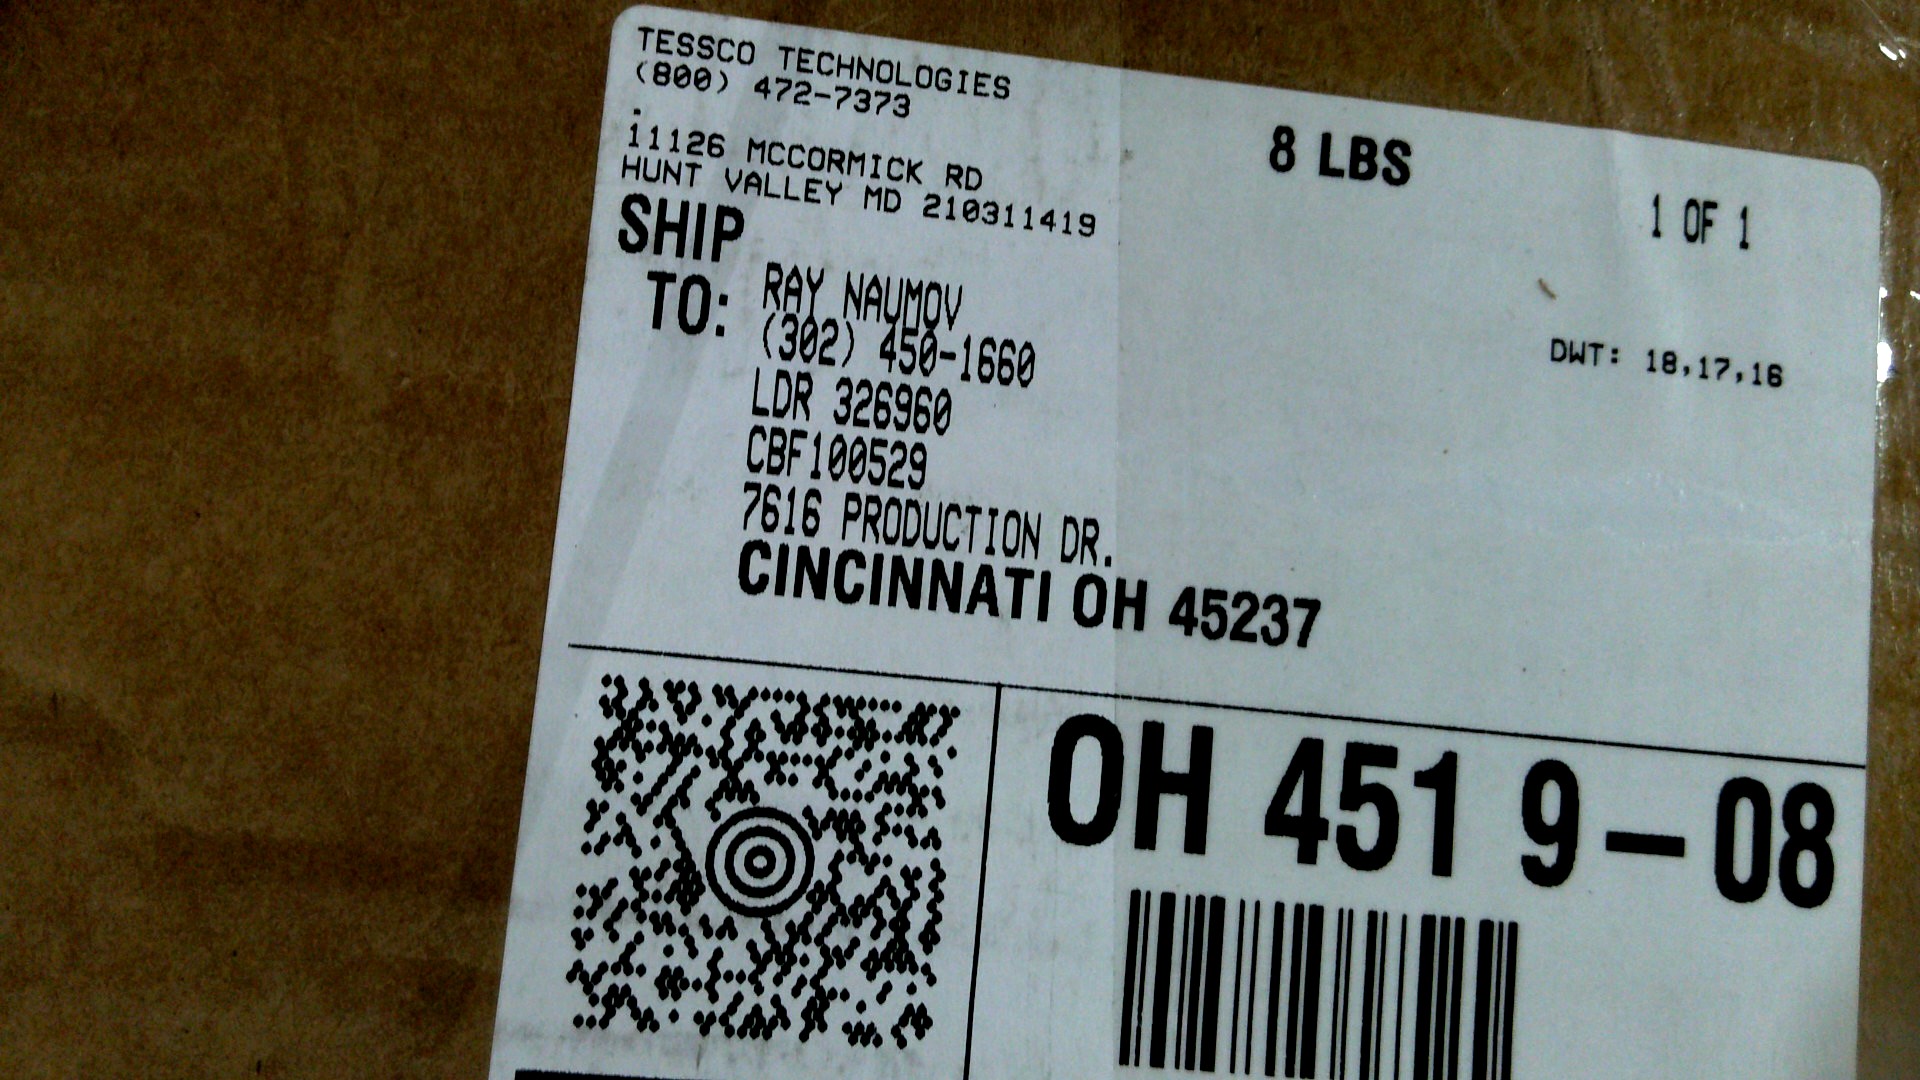 TESSCO TECHNOLOGIES
(800) 472-7373
.
11126 MCCORMICK RD
HUNT VALLEY MD 210311419
8 LBS
1 OF 1
DWT: 18,17,16
SHIP
TO:
RAY NAUMOV
(302) 450-1660
LDR 326960
CBF100529
7616 PRODUCTION DR.
CINCINNATI OH 45237
OH 451 9-08